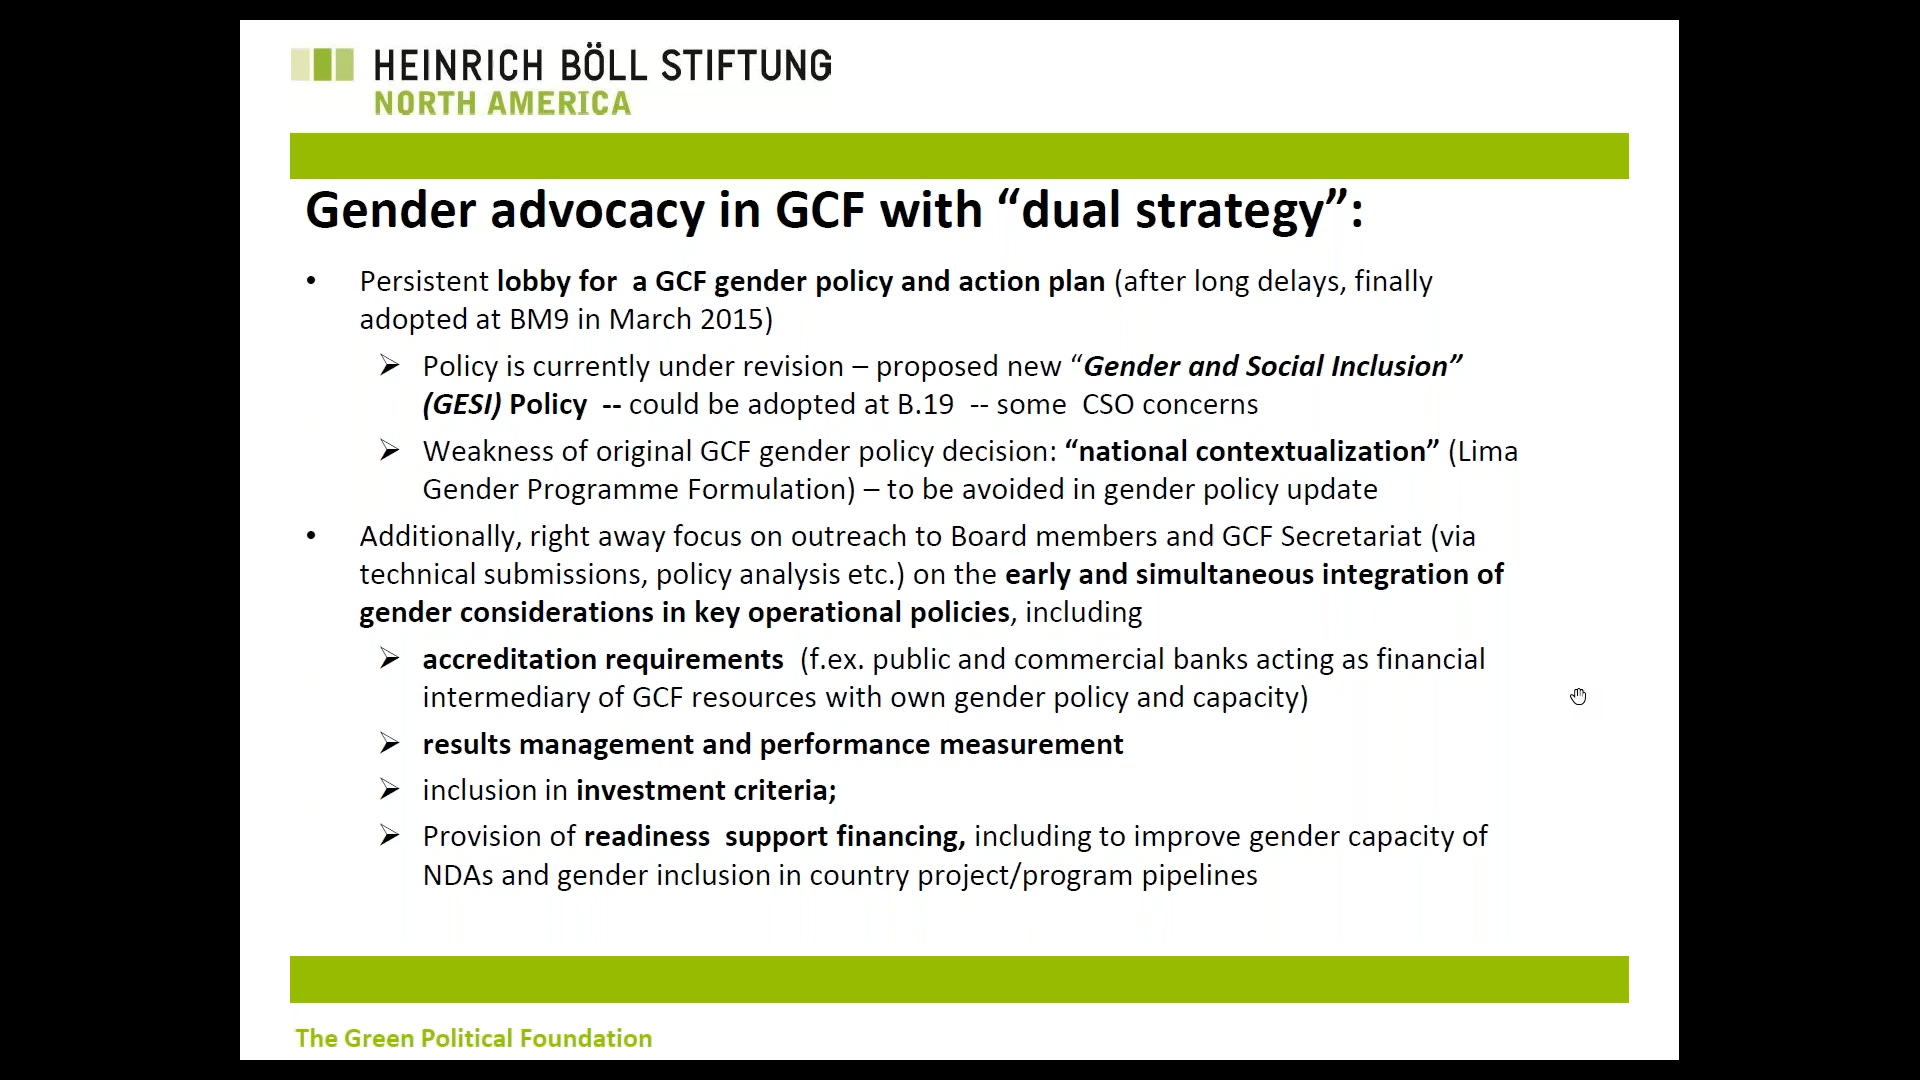 HEINRICH BÖLL STIFTUNG
NORTH AMERICA
Gender advocacy in GCF with “dual strategy”:
• Persistent lobby for a GCF gender policy and action plan (after long delays, finally
adopted at BM9 in March 2015)
➢ Policy is currently under revision – proposed new “Gender and Social Inclusion”
(GESI) Policy -- could be adopted at B.19 -- some CSO concerns
➢ Weakness of original GCF gender policy decision: “national contextualization” (Lima
Gender Programme Formulation) – to be avoided in gender policy update
• Additionally, right away focus on outreach to Board members and GCF Secretariat (via
technical submissions, policy analysis etc.) on the early and simultaneous integration of
gender considerations in key operational policies, including
➢ accreditation requirements (f.ex. public and commercial banks acting as financial
intermediary of GCF resources with own gender policy and capacity)
➢ results management and performance measurement
➢ inclusion in investment criteria;
➢ Provision of readiness support financing, including to improve gender capacity of
NDAs and gender inclusion in country project/program pipelines
The Green Political Foundation